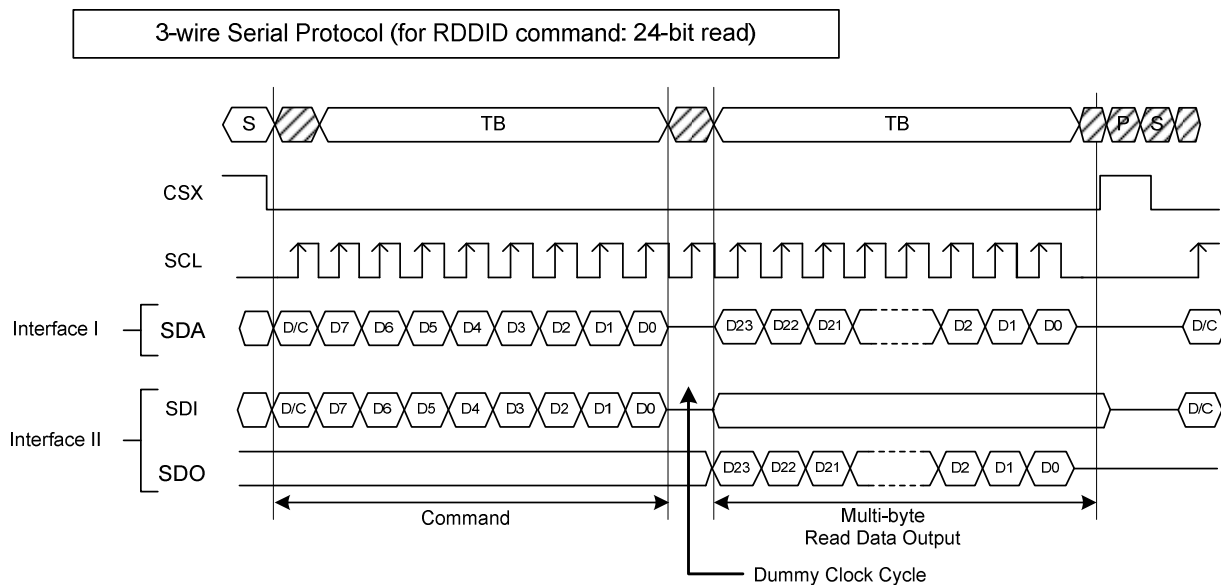 3-wire Serial Protocol (for RDDID command: 24-bit read)
S TB TB P S
CSX
SCL
Interface I SDA D/C D7 D6 D5 D4 D3 D2 D1 D0 D23 D22 D21 D2 D1 D0 D/C
SDI D/C D7 D6 D5 D4 D3 D2 D1 D0 D/C
Interface II
SDO D23 D22 D21 D2 D1 D0
Command Multi-byte
Read Data Output
Dummy Clock Cycle